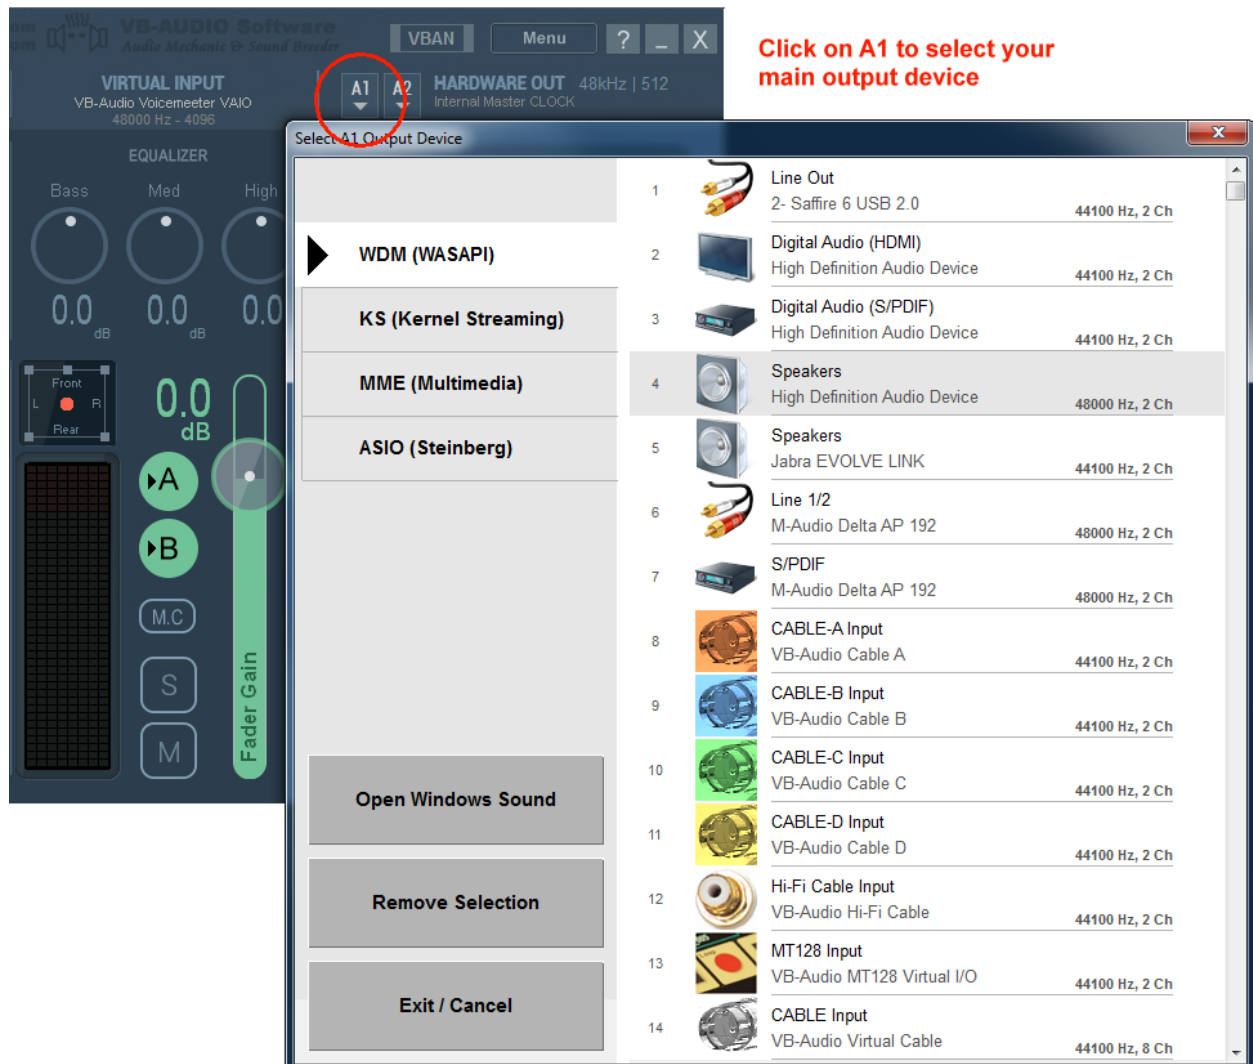 om
om
VB-AUDIO Software
Audio Mechanic & Sound Breeder
VBAN
Menu
?
_
X
Click on A1 to select your
main output device
VIRTUAL INPUT
VB-Audio Voicemeeter VAIO
48000 Hz - 4096
A1
A2
HARDWARE OUT 48kHz | 512
Internal Master CLOCK
Select A1 Output Device
x
EQUALIZER
Bass
Med
High
0.0
dB
0.0
dB
0.0
Front
L
R
Rear
0.0
dB
A
B
M.C
S
M
Fader Gain
WDM (WASAPI)
KS (Kernel Streaming)
MME (Multimedia)
ASIO (Steinberg)
Open Windows Sound
Remove Selection
Exit / Cancel
1
Line Out
2- Saffire 6 USB 2.0
44100 Hz, 2 Ch
2
Digital Audio (HDMI)
High Definition Audio Device
44100 Hz, 2 Ch
3
Digital Audio (S/PDIF)
High Definition Audio Device
44100 Hz, 2 Ch
4
Speakers
High Definition Audio Device
48000 Hz, 2 Ch
5
Speakers
Jabra EVOLVE LINK
44100 Hz, 2 Ch
6
Line 1/2
M-Audio Delta AP 192
48000 Hz, 2 Ch
7
S/PDIF
M-Audio Delta AP 192
48000 Hz, 2 Ch
8
CABLE-A Input
VB-Audio Cable A
44100 Hz, 2 Ch
9
CABLE-B Input
VB-Audio Cable B
44100 Hz, 2 Ch
10
CABLE-C Input
VB-Audio Cable C
44100 Hz, 2 Ch
11
CABLE-D Input
VB-Audio Cable D
44100 Hz, 2 Ch
12
Hi-Fi Cable Input
VB-Audio Hi-Fi Cable
44100 Hz, 2 Ch
13
MT128 Input
VB-Audio MT128 Virtual I/O
44100 Hz, 2 Ch
14
CABLE Input
VB-Audio Virtual Cable
44100 Hz, 8 Ch